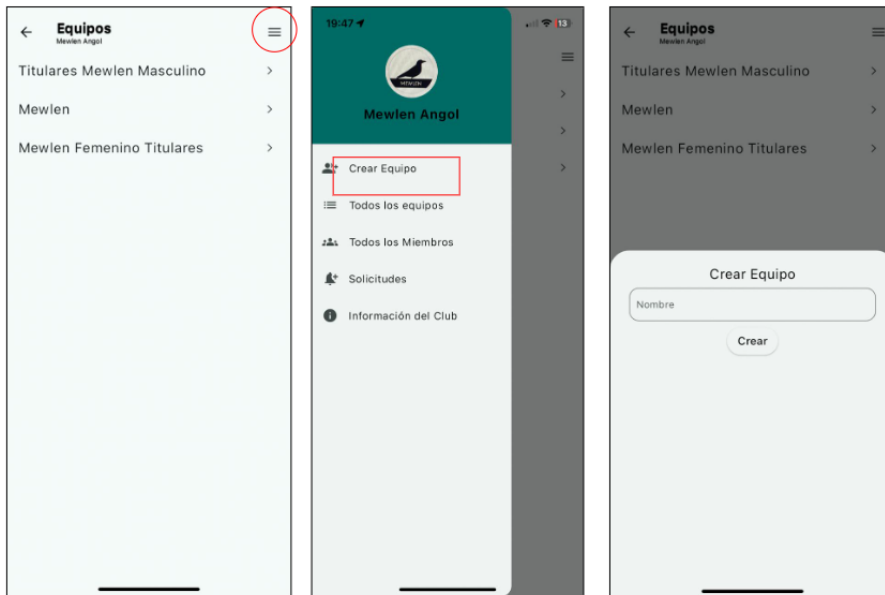 Equipos
Mewlen Angol
Titulares Mewlen Masculino
Mewlen
Mewlen Femenino Titulares
19:47
13
Mewlen Angol
Crear Equipo
Todos los equipos
Todos los Miembros
Solicitudes
Información del Club
Equipos
Mewlen Angol
Titulares Mewlen Masculino
Mewlen
Mewlen Femenino Titulares
Crear Equipo
Nombre
Crear